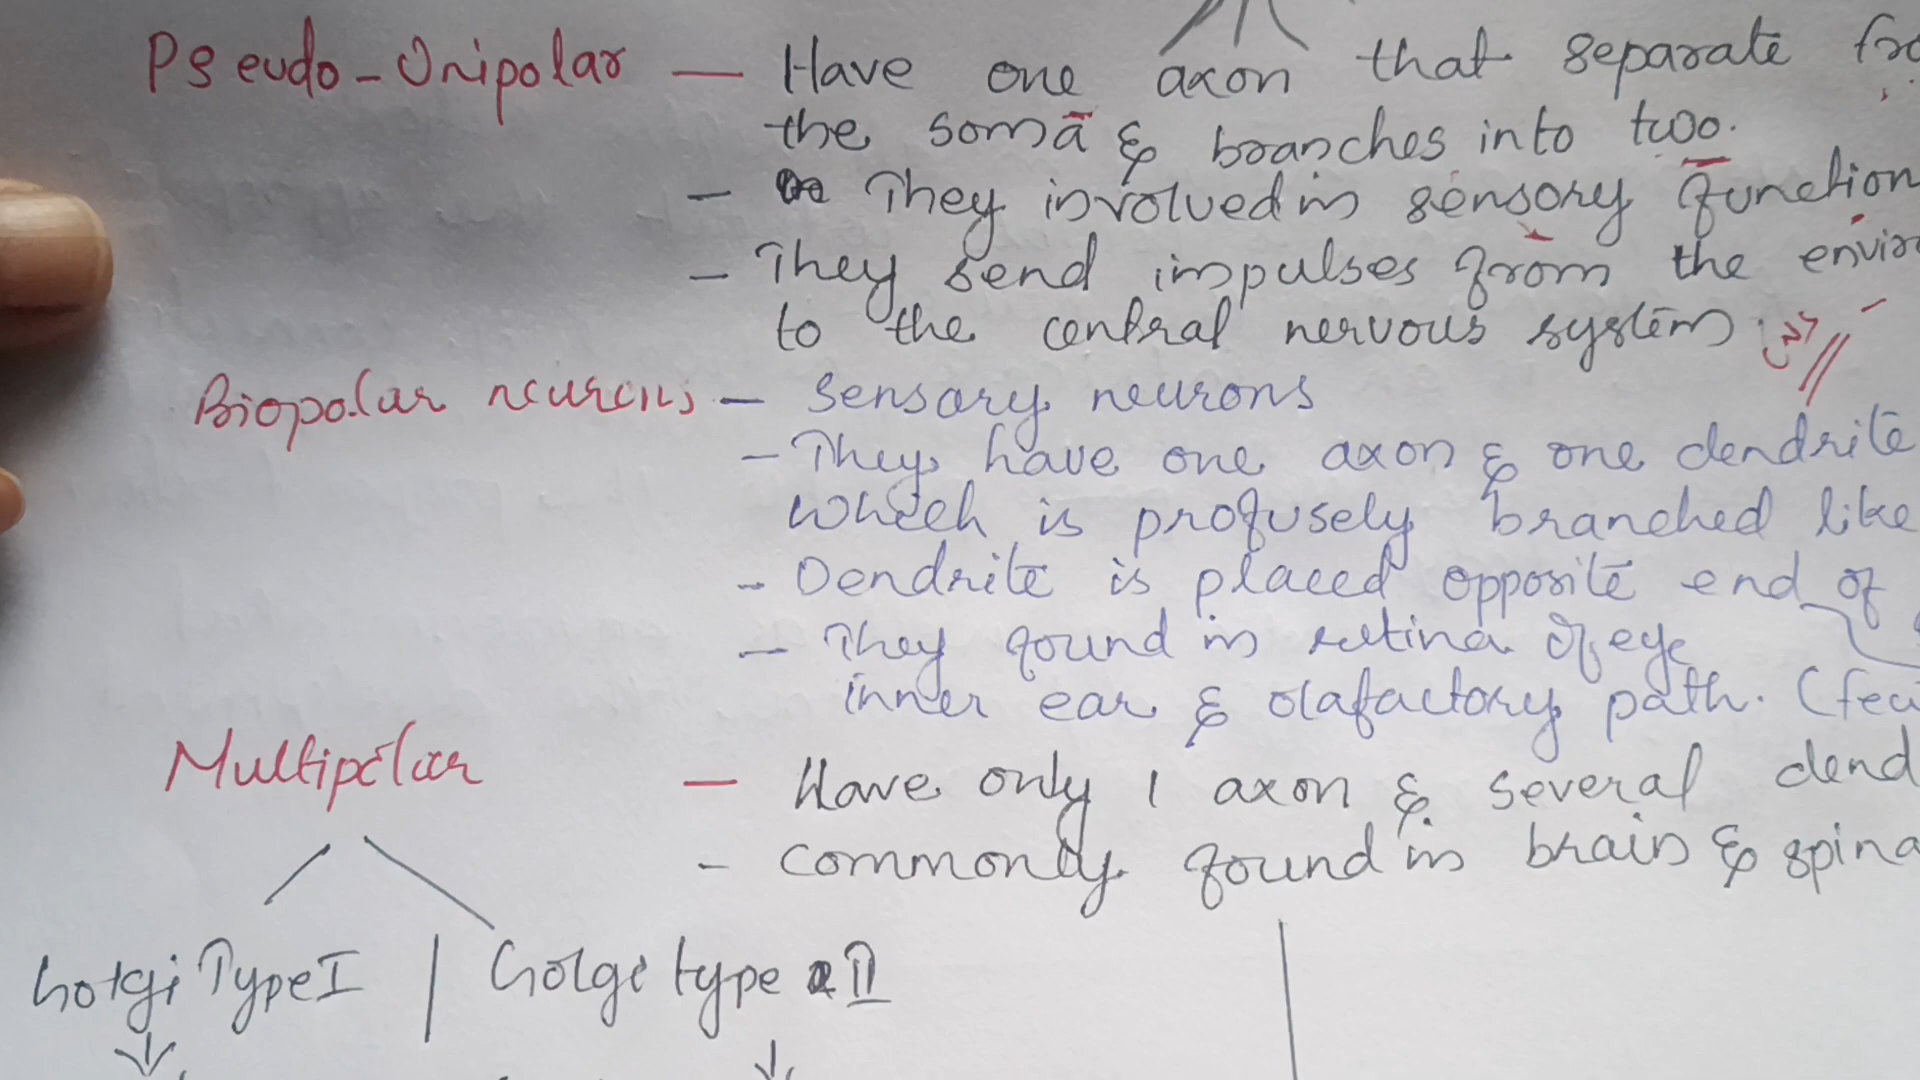 Pseudo-Unipolar — Have one axon that separate
the soma & branches into two.
- They involved in sensory function
- They send impulses from the
to the central nervous system.
Biopolar neurons - Sensory neurons
- They have one axon & one dendrite
which is profusely branched like
- Dendrite is placed opposite end of
- They found in retina of eye
inner ear & olafactory path. (few
Multipolar — Have only 1 axon & several
- commonly found in brain &
Golgi Type I | Golgi type II